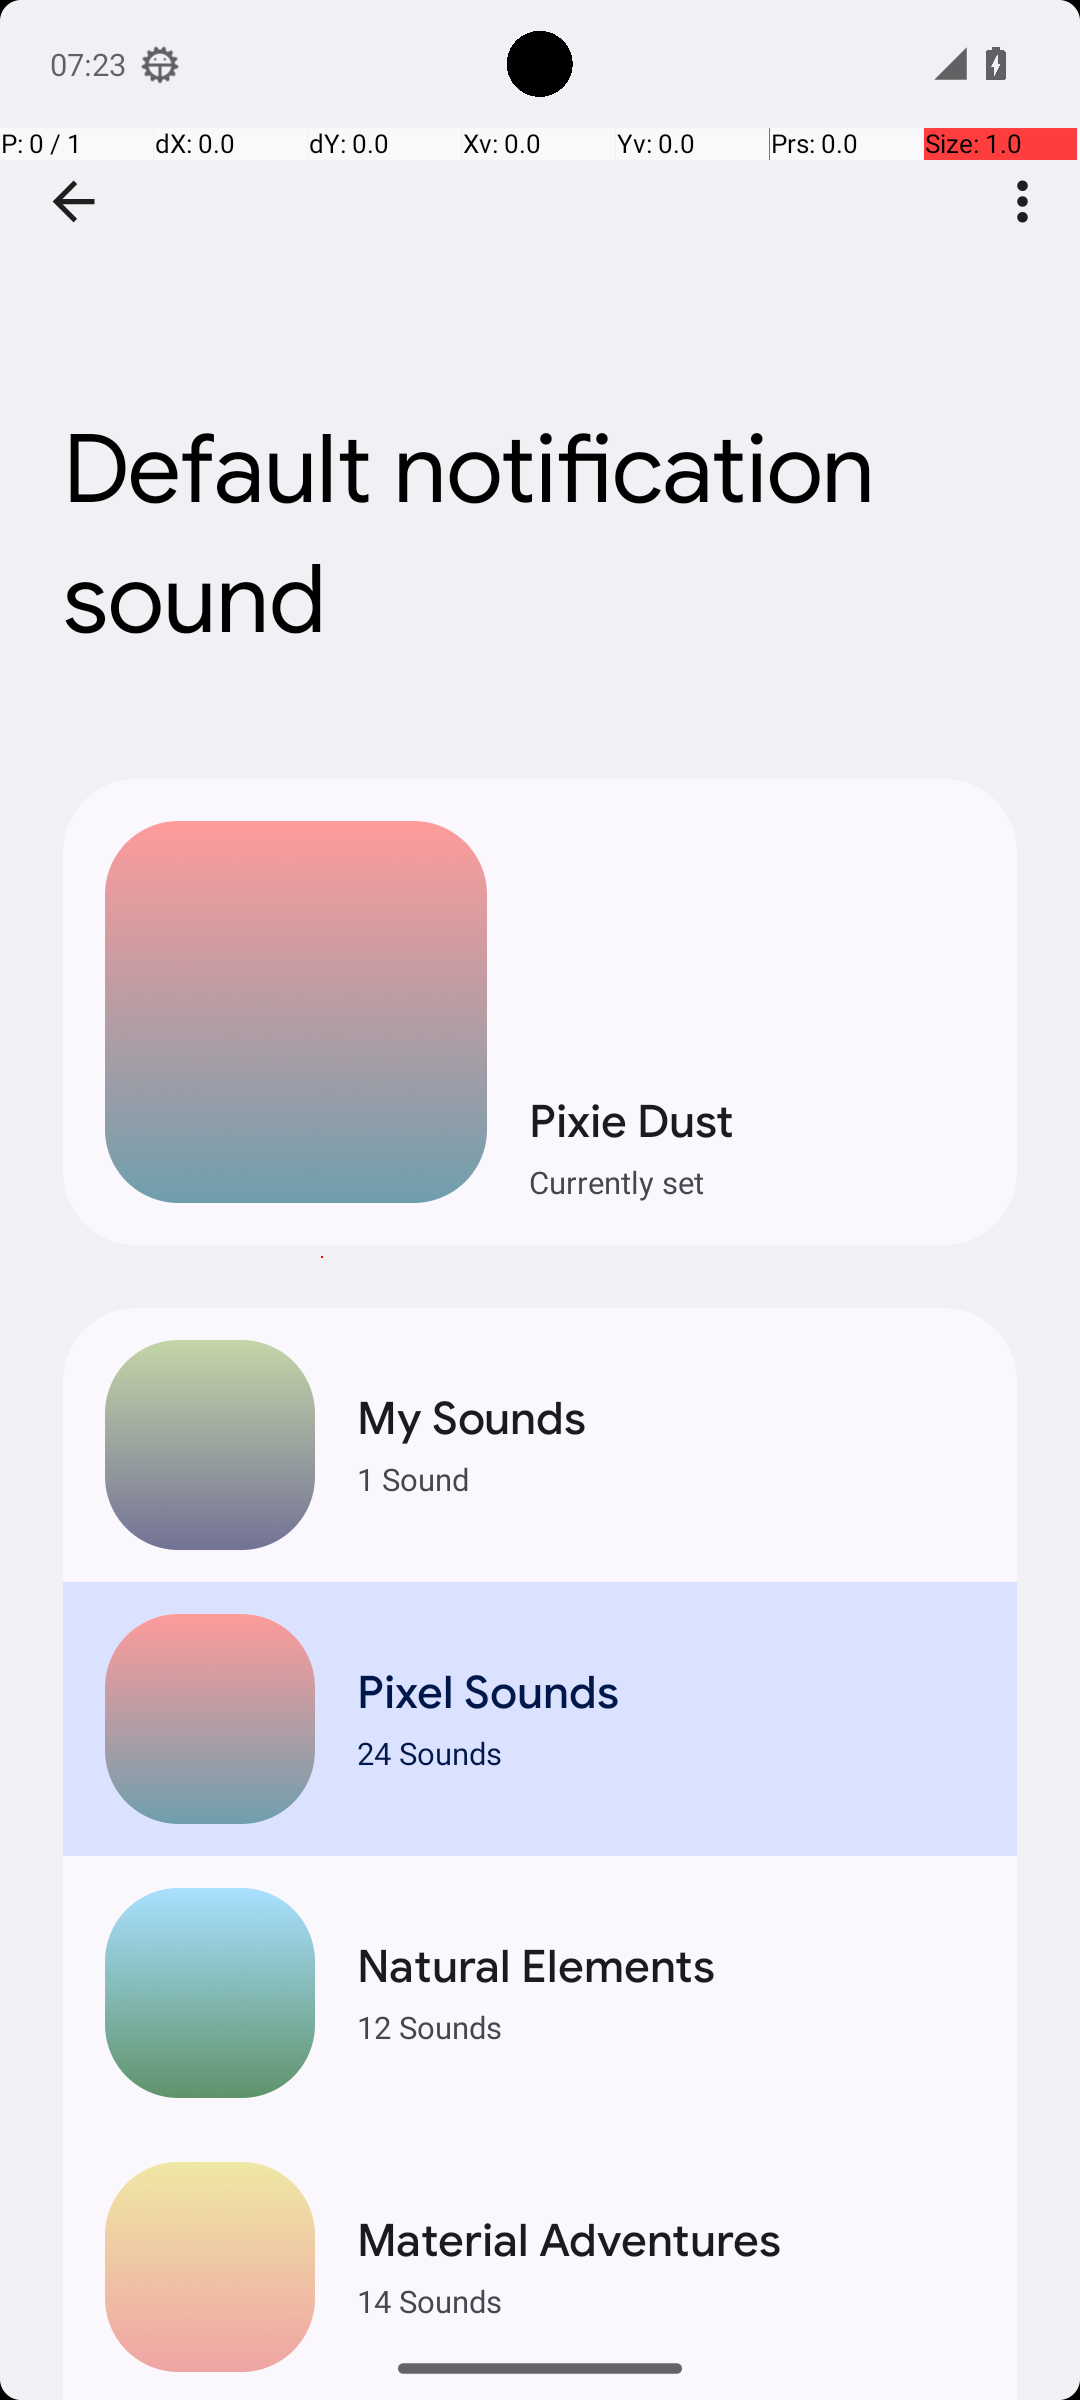 07:23
P: 0 / 1 dX: 0.0 dY: 0.0 Xv: 0.0 Yv: 0.0 Prs: 0.0 Size: 1.0
Default notification
sound
Pixie Dust
Currently set
My Sounds
1 Sound
Pixel Sounds
24 Sounds
Natural Elements
12 Sounds
Material Adventures
14 Sounds